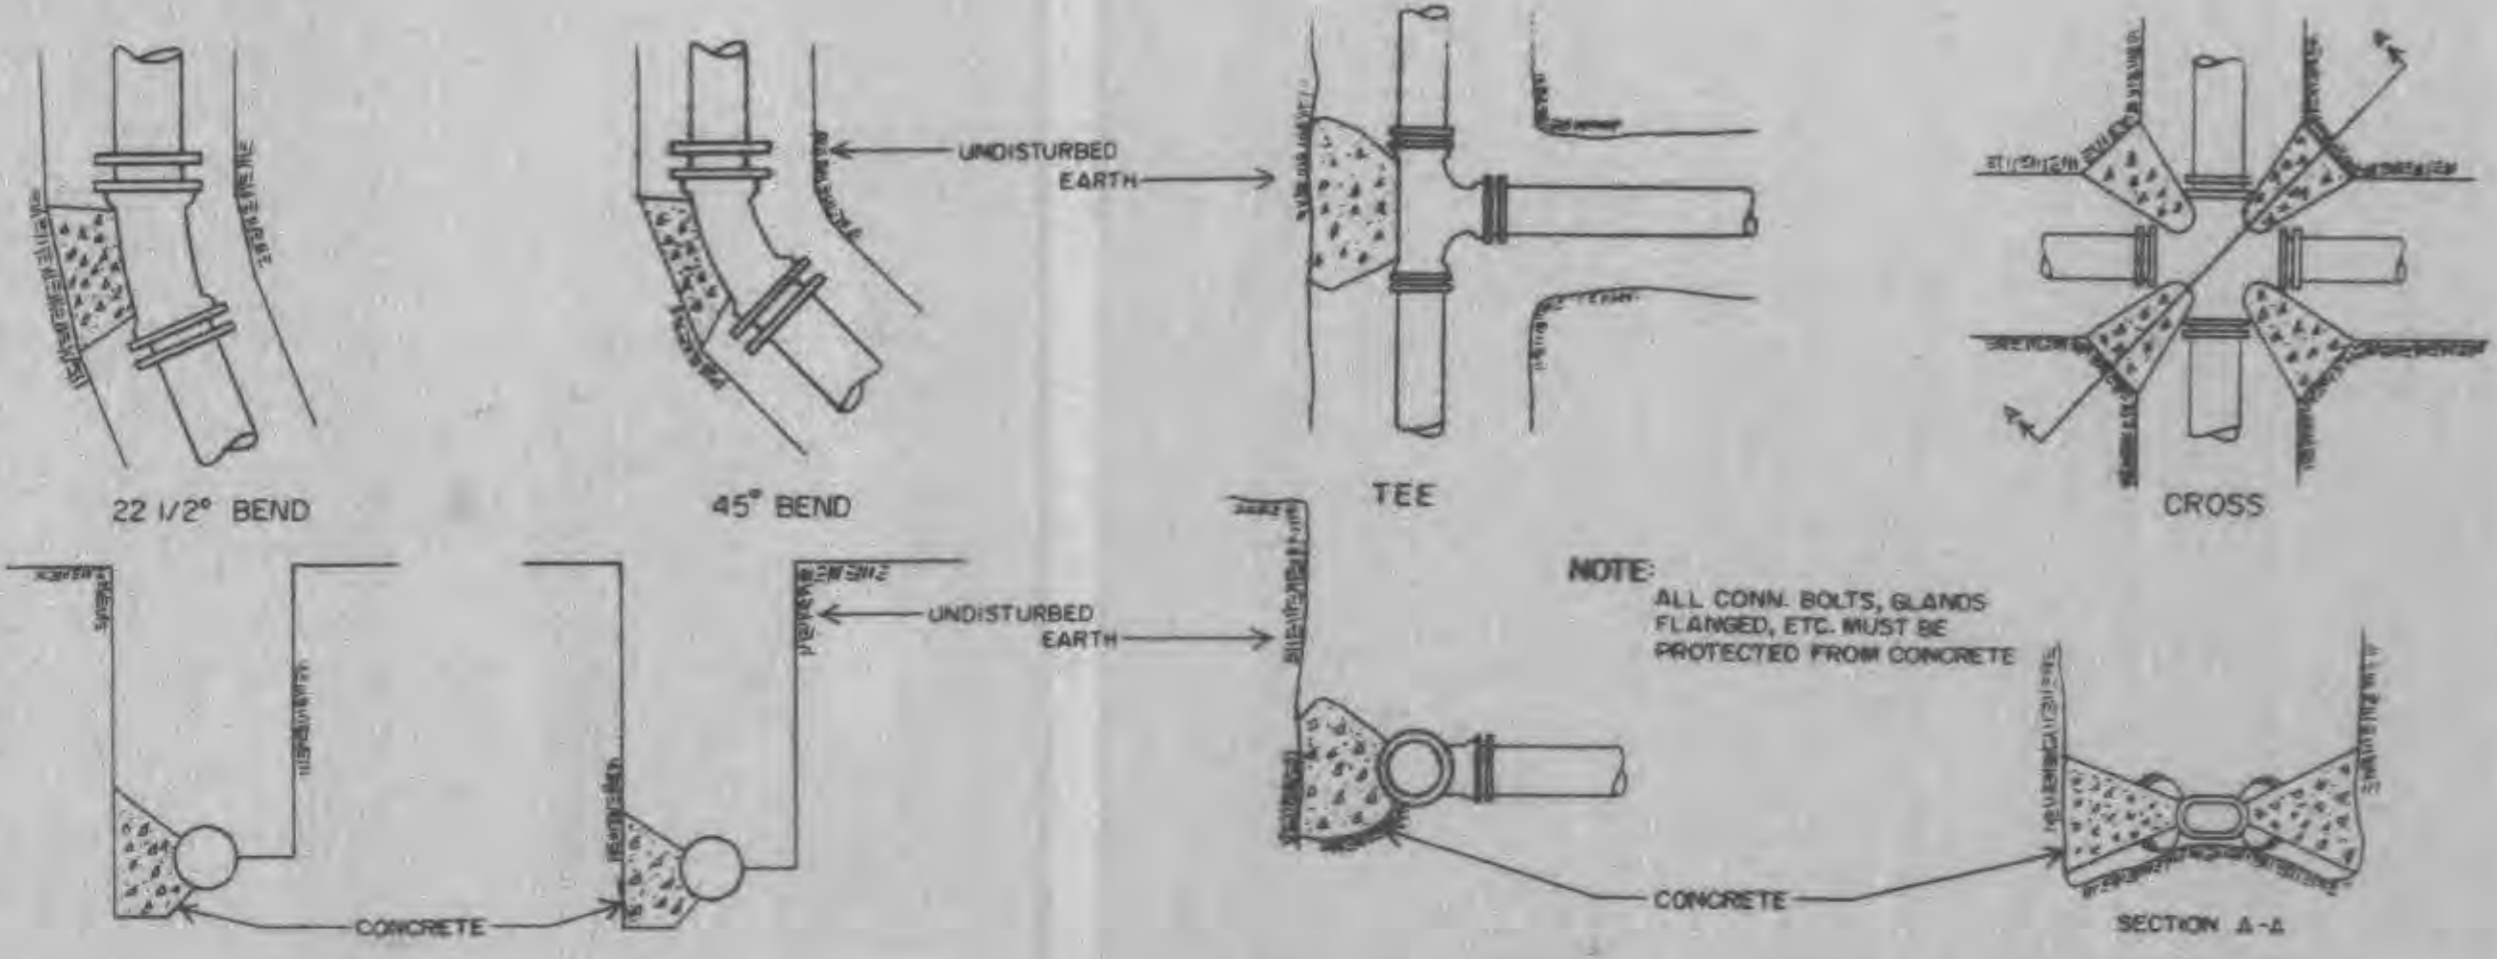 UNDISTURBED
EARTH
22 1/2° BEND
45° BEND
TEE
CROSS
A
A
UNDISTURBED
EARTH
NOTE:
ALL CONN. BOLTS, GLANDS
FLANGED, ETC. MUST BE
PROTECTED FROM CONCRETE
CONCRETE
CONCRETE
SECTION A-A